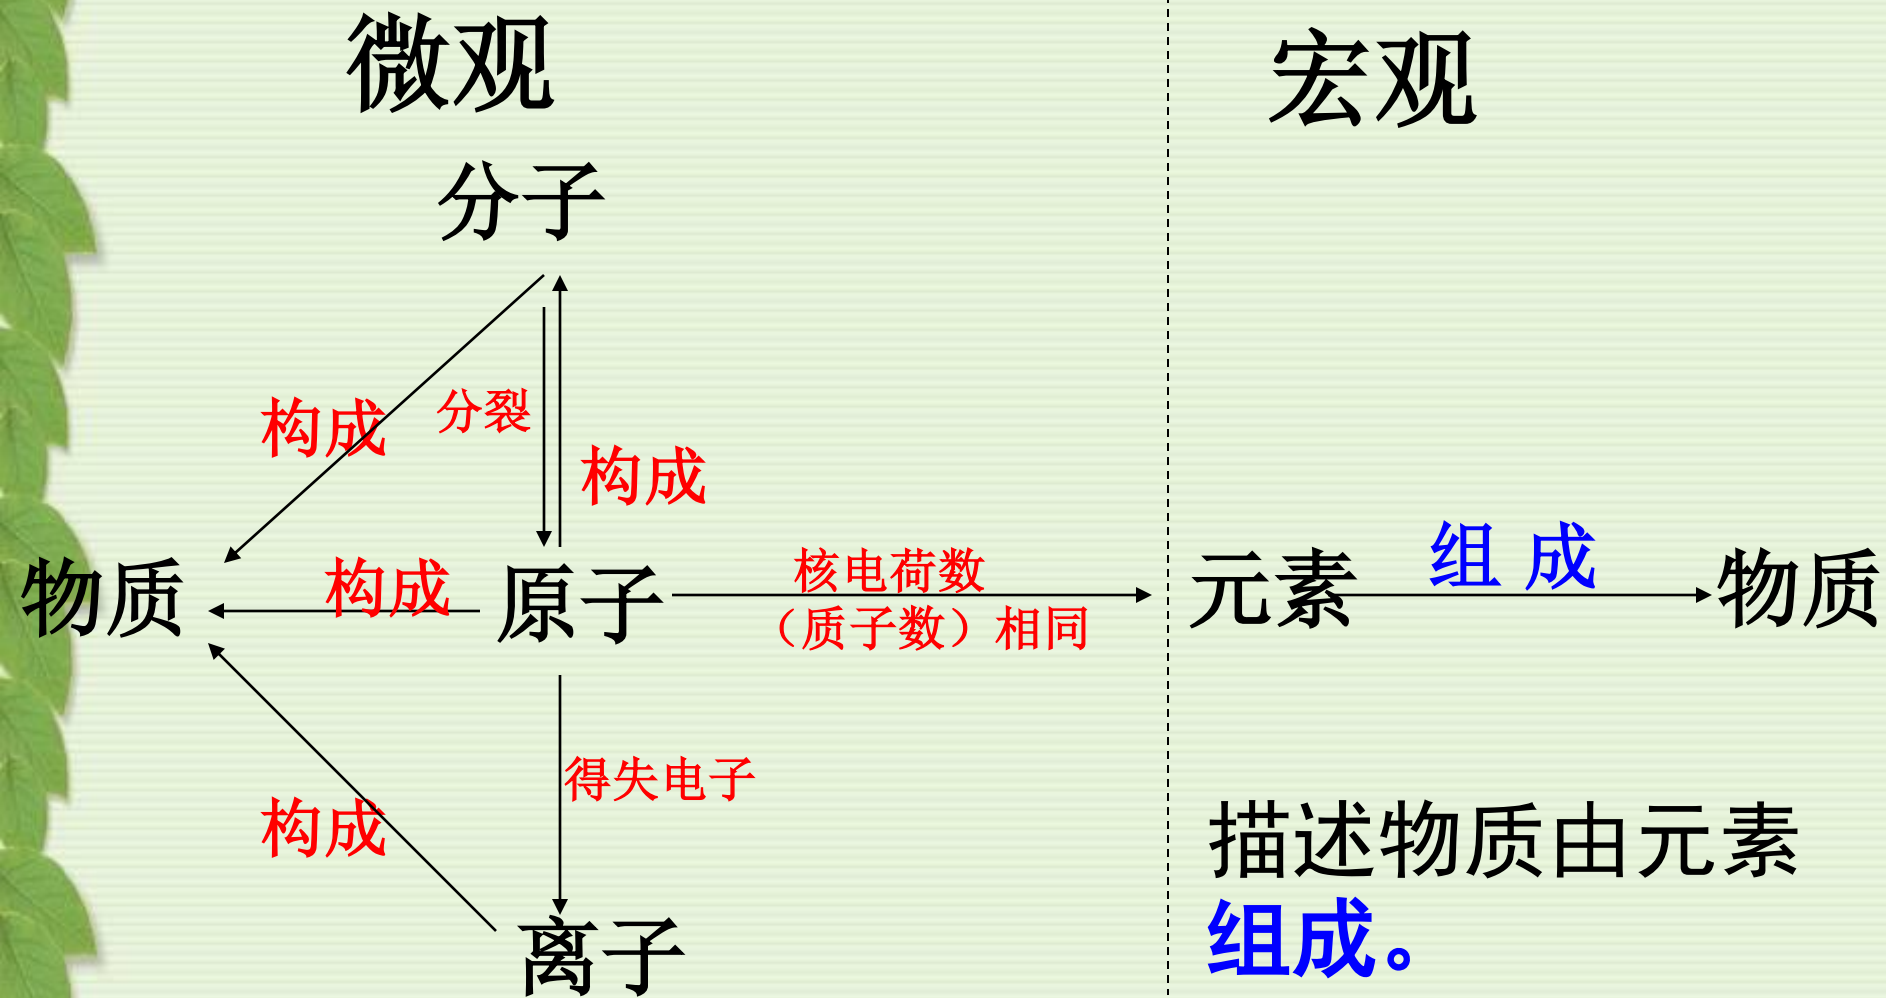 微观
宏观
分子
构成
分裂
构成
物质
构成
原子
核电荷数
（质子数）相同
元素
组 成
物质
得失电子
构成
离子
描述物质由元素
组成。